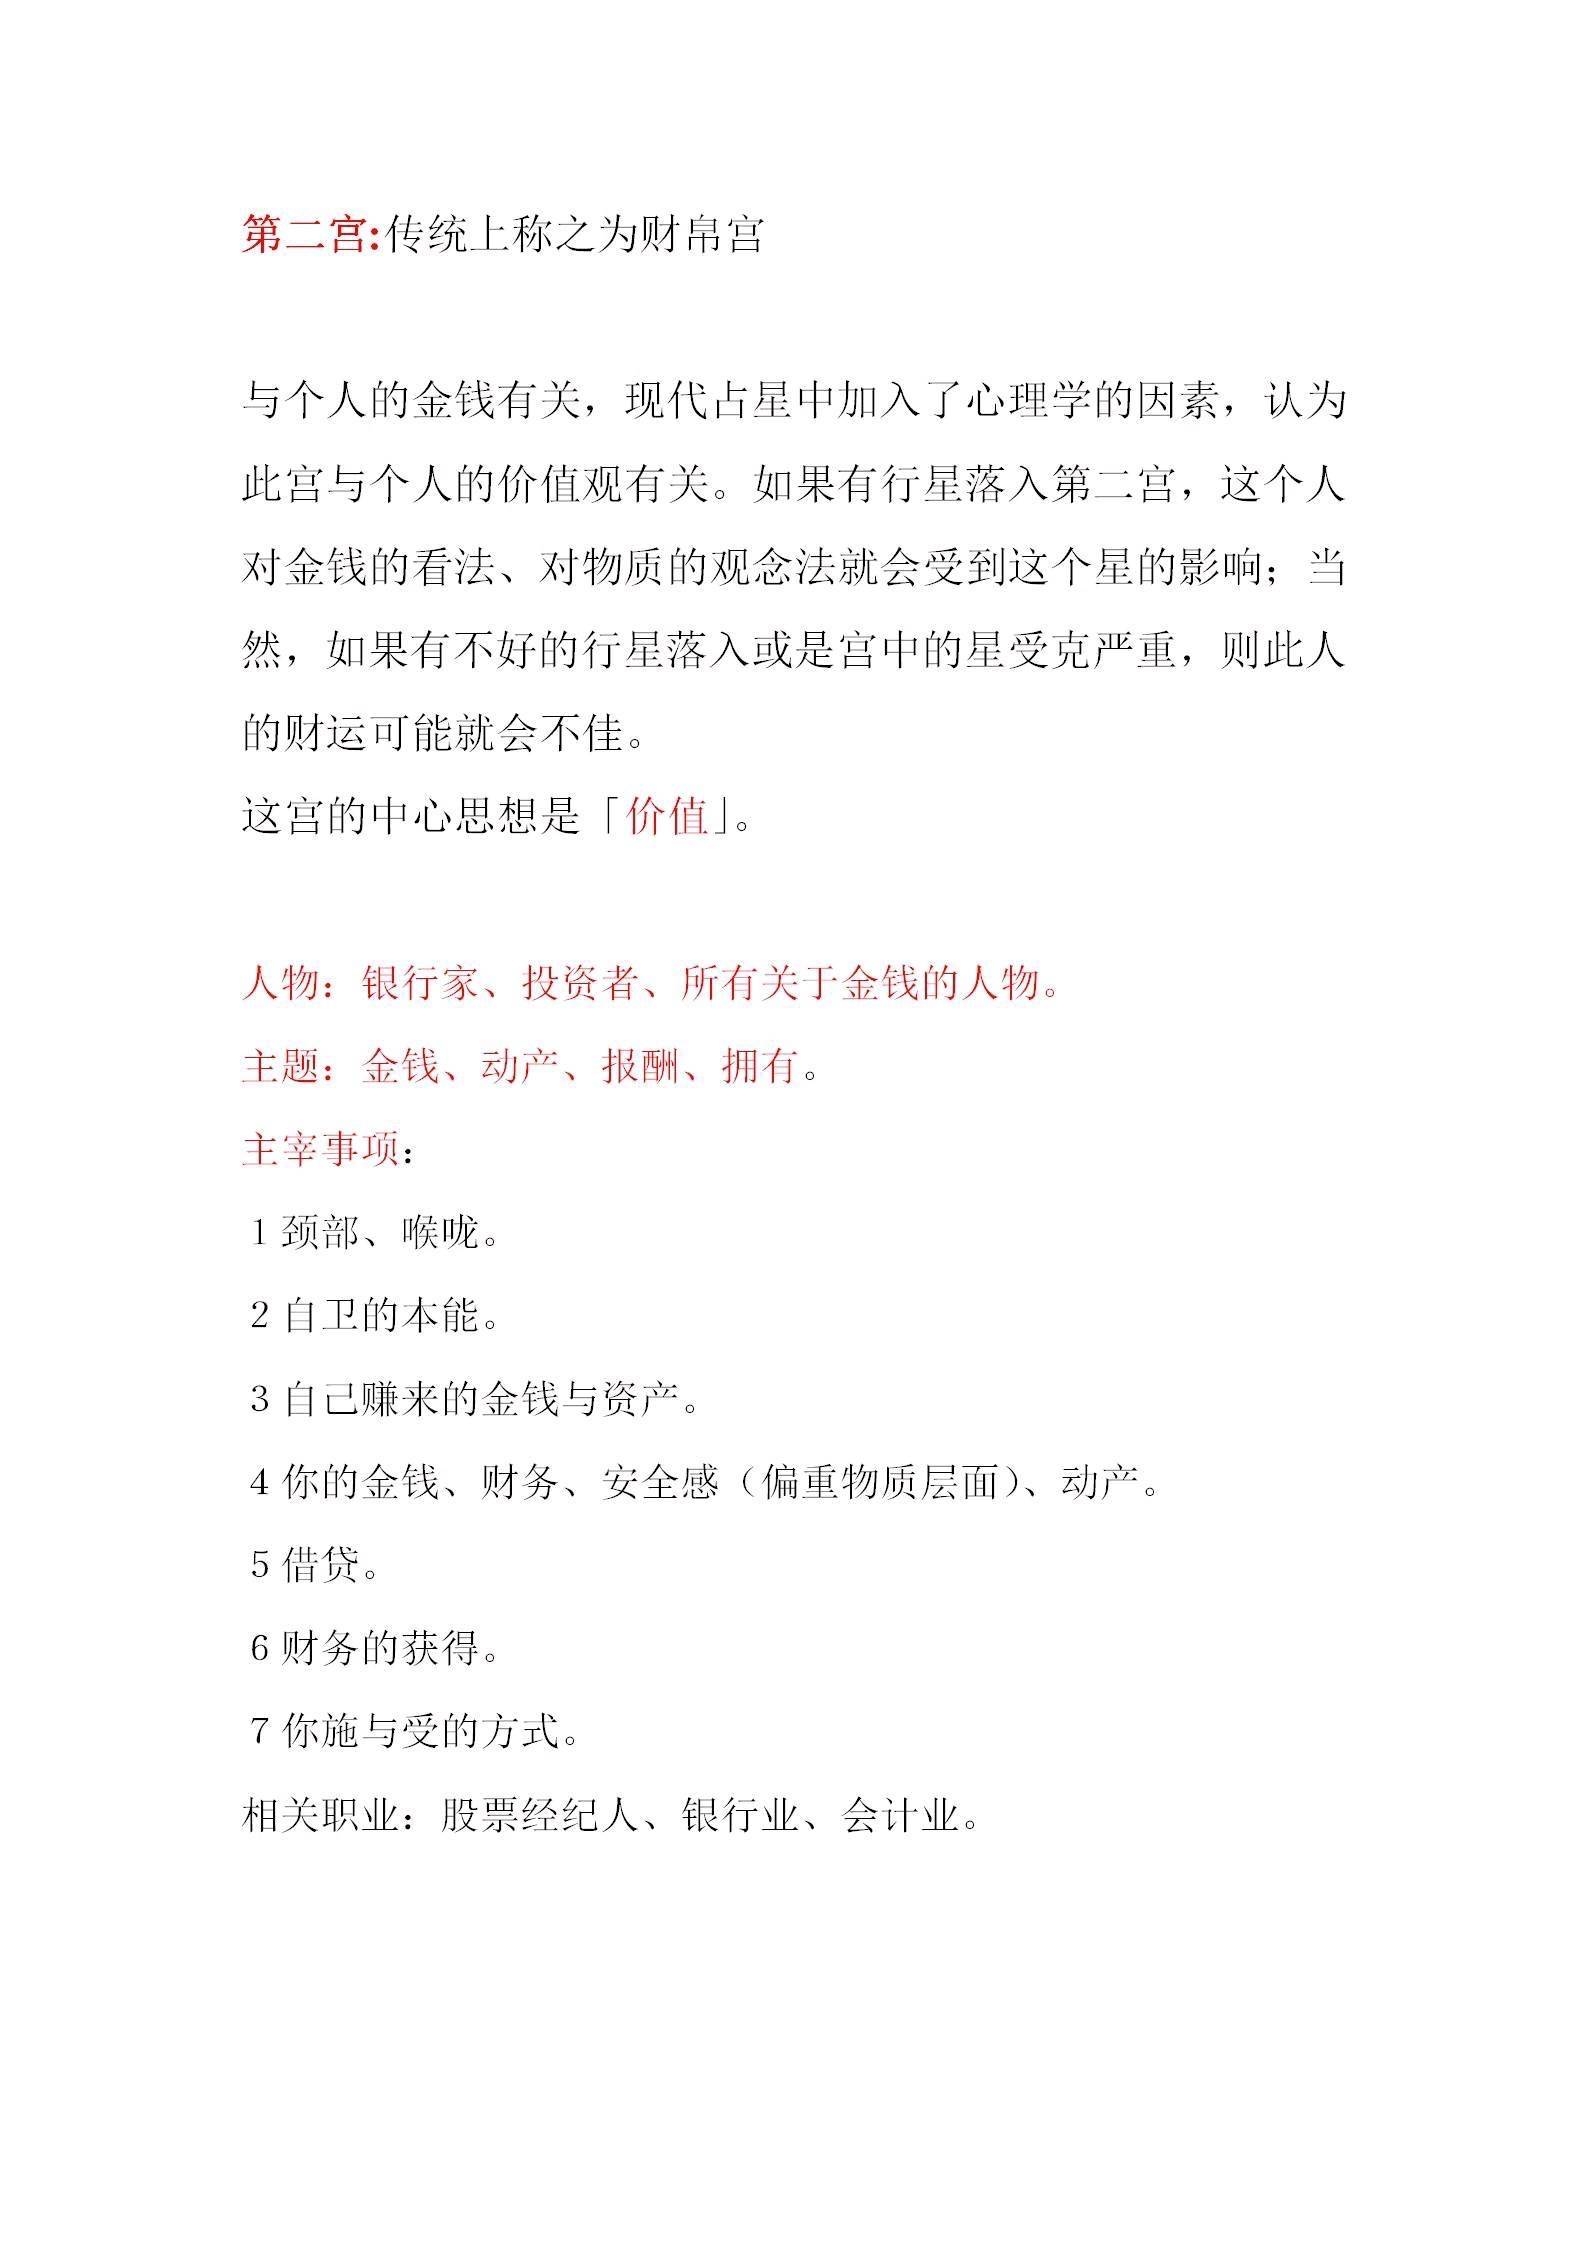 第二宫:传统上称之为财帛宫
与个人的金钱有关，现代占星中加入了心理学的因素，认为
此宫与个人的价值观有关。如果有行星落入第二宫，这个人
对金钱的看法、对物质的观念法就会受到这个星的影响；当
然，如果有不好的行星落入或是宫中的星受克严重，则此人
的财运可能就会不佳。
这宫的中心思想是「价值」。
人物：银行家、投资者、所有关于金钱的人物。
主题：金钱、动产、报酬、拥有。
主宰事项：
1 颈部、喉咙。
2 自卫的本能。
3 自己赚来的金钱与资产。
4 你的金钱、财务、安全感（偏重物质层面）、动产。
5 借贷。
6 财务的获得。
7 你施与受的方式。
相关职业：股票经纪人、银行业、会计业。